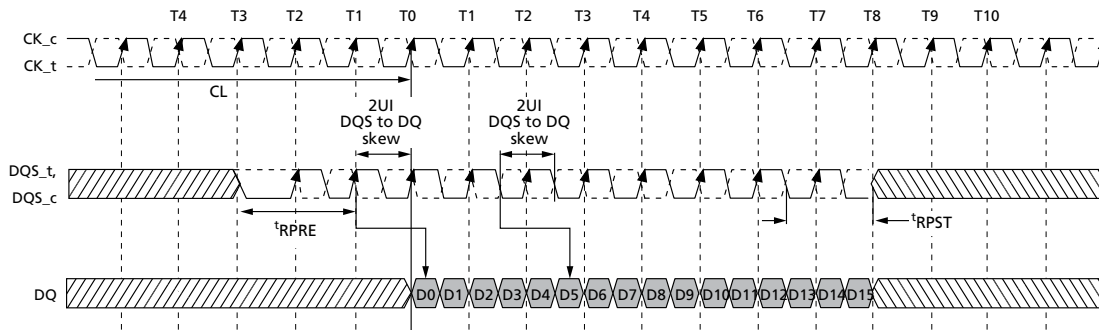 T4 T3 T2 T1 T0 T1 T2 T3 T4 T5 T6 T7 T8 T9 T10
CK_c
CK_t
CL
2UI
DQS to DQ
skew
2UI
DQS to DQ
skew
DQS_t,
DQS_c
tRPRE
tRPST
DQ
D0 D1 D2 D3 D4 D5 D6 D7 D8 D9 D10 D11 D12 D13 D14 D15